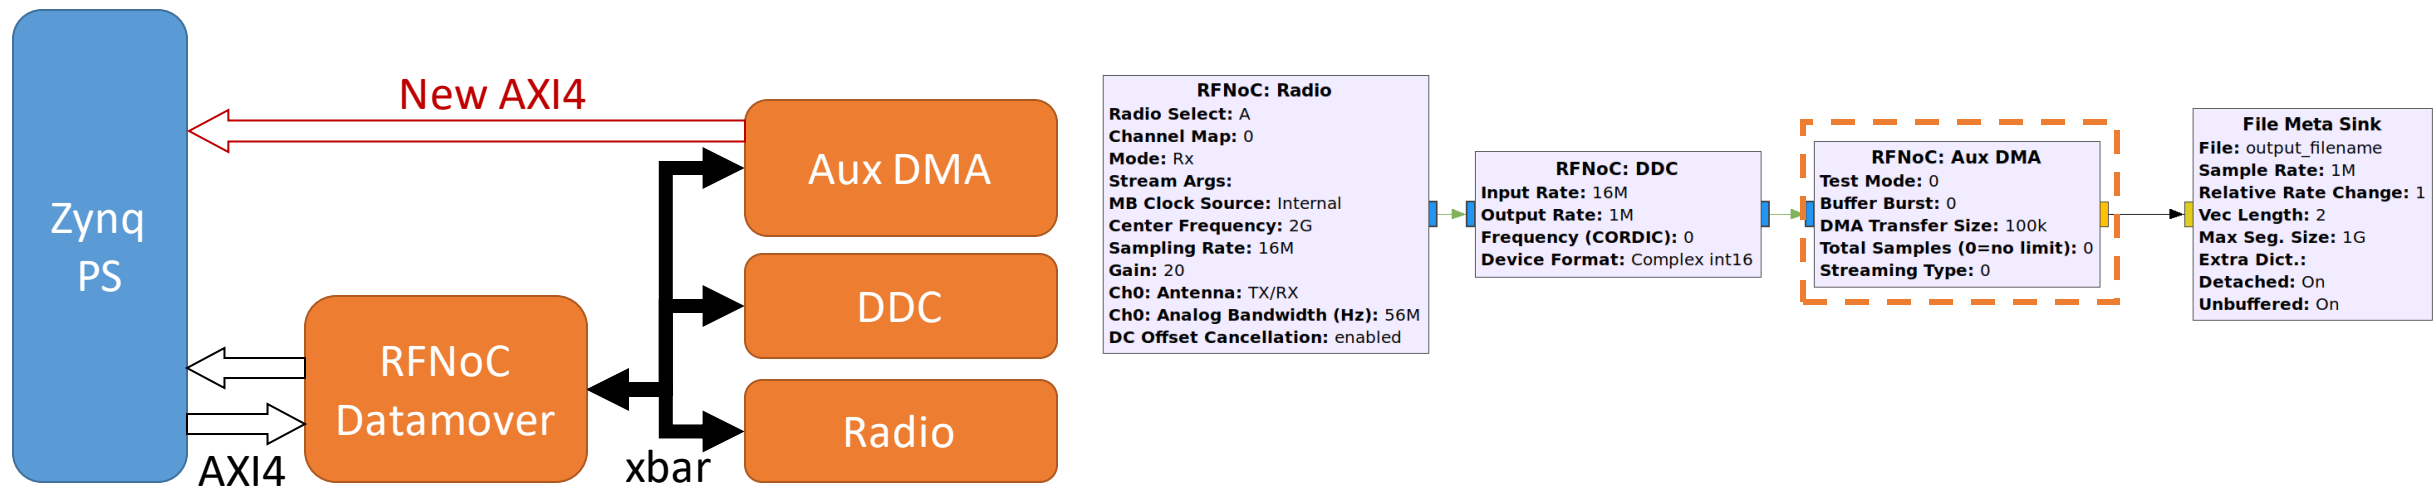 New AXI4
Zynq
PS
Aux DMA
DDC
RFNoC
Datamover
Radio
AXI4
xbar
RFNoC: Radio
Radio Select: A
Channel Map: 0
Mode: Rx
Stream Args:
MB Clock Source: Internal
Center Frequency: 2G
Sampling Rate: 16M
Gain: 20
Ch0: Antenna: TX/RX
Ch0: Analog Bandwidth (Hz): 56M
DC Offset Cancellation: enabled
RFNoC: DDC
Input Rate: 16M
Output Rate: 1M
Frequency (CORDIC): 0
Device Format: Complex int16
RFNoC: Aux DMA
Test Mode: 0
Buffer Burst: 0
DMA Transfer Size: 100k
Total Samples (0=no limit): 0
Streaming Type: 0
File Meta Sink
File: output_filename
Sample Rate: 1M
Relative Rate Change: 1
Vec Length: 2
Max Seg. Size: 1G
Extra Dict.:
Detached: On
Unbuffered: On